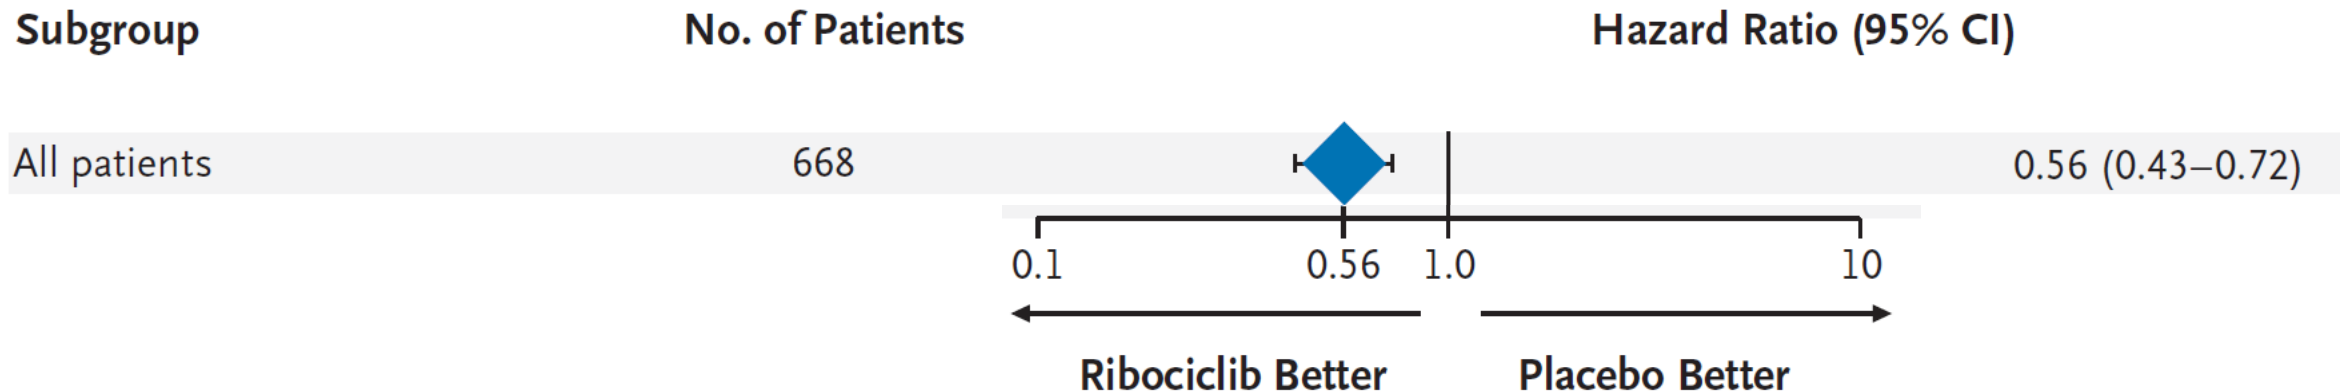 Subgroup No. of Patients Hazard Ratio (95% CI)
All patients 668 0.56 (0.43–0.72)
0.1 0.56 1.0 10
Ribociclib Better Placebo Better